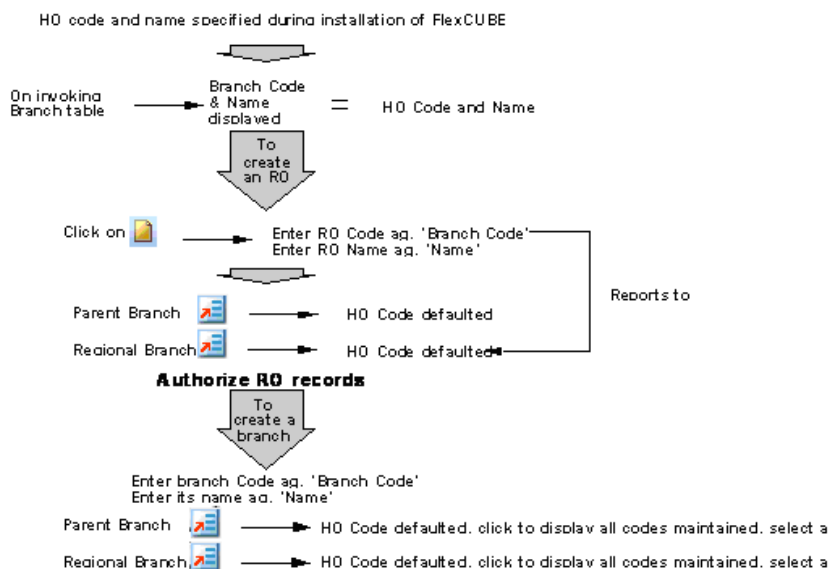 HO code and name specified during installation of FlexCUBE
On invoking
Branch table
Branch Code
& Name
displayed
=
HO Code and Name
To
create
an RO
Click on
Enter RO Code ag. 'Branch Code'
Enter RO Name ag. 'Name'
Reports to
Parent Branch
HO Code defaulted
Regional Branch
HO Code defaulted
Authorize RO records
To
create a
branch
Enter branch Code ag. 'Branch Code'
Enter its name ag. 'Name'
Parent Branch
HO Code defaulted. click to display all codes maintained. select a
Regional Branch
HO Code defaulted. click to display all codes maintained. select a